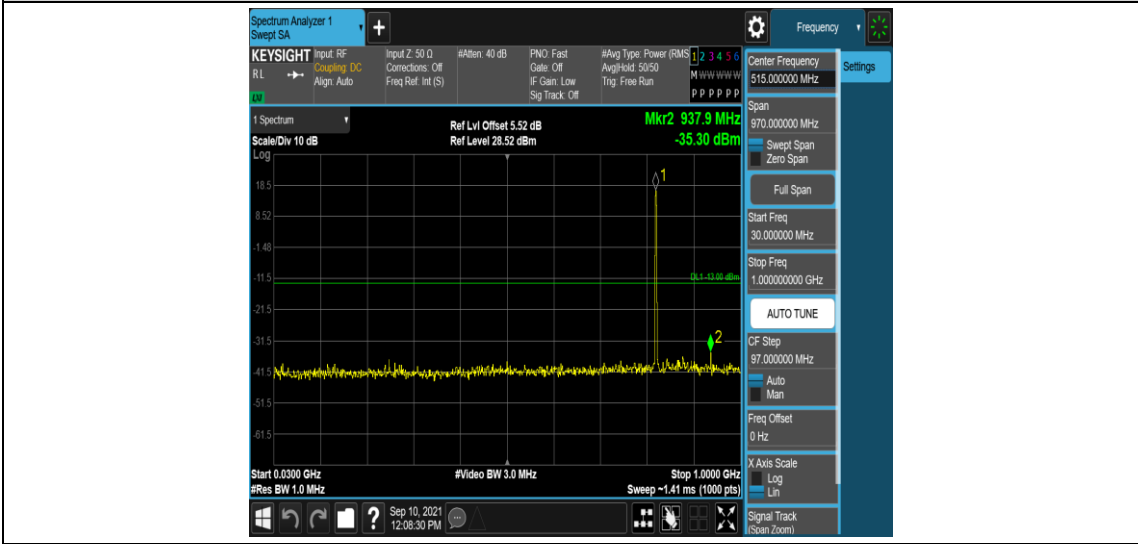 Spectrum Analyzer 1
Swept SA
+
Frequency
KEYSIGHT
RL
Input: RF
Coupling: DC
Align: Auto
Input Z: 50 Ω
Corrections: Off
Freq Ref: Int (S)
#Atten: 40 dB
PNO: Fast
Gate: Off
IF Gain: Low
Sig Track: Off
#Avg Type: Power (RMS
Avg|Hold: 50/50
Trig: Free Run
1 2 3 4 5 6
M W W W W W
P P P P P P
1 Spectrum
Scale/Div 10 dB
Log
Ref Lvl Offset 5.52 dB
Ref Level 28.52 dBm
Mkr2 937.9 MHz
-35.30 dBm
18.5
8.52
-1.48
-11.5
-21.5
-31.5
-41.5
-51.5
-61.5
1
DL1 -13.00 dBm
2
Start 0.0300 GHz
#Res BW 1.0 MHz
#Video BW 3.0 MHz
Stop 1.0000 GHz
Sweep ~1.41 ms (1000 pts)
?
Sep 10, 2021
12:08:30 PM
Center Frequency
515.000000 MHz
Settings
Span
970.000000 MHz
Swept Span
Zero Span
Full Span
Start Freq
30.000000 MHz
Stop Freq
1.000000000 GHz
AUTO TUNE
CF Step
97.000000 MHz
Auto
Man
Freq Offset
0 Hz
X Axis Scale
Log
Lin
Signal Track
(Span Zoom)